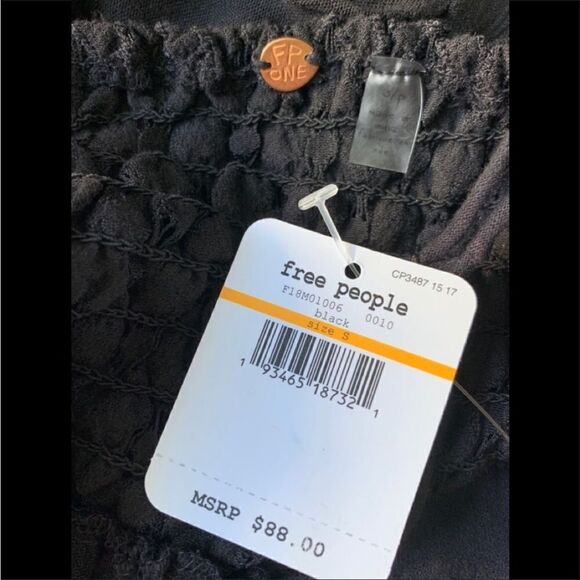 FP
ONE
CP3487 15 17
free people
F18M01006 0010
black
size S
1 93465 18732 1
MSRP $88.00